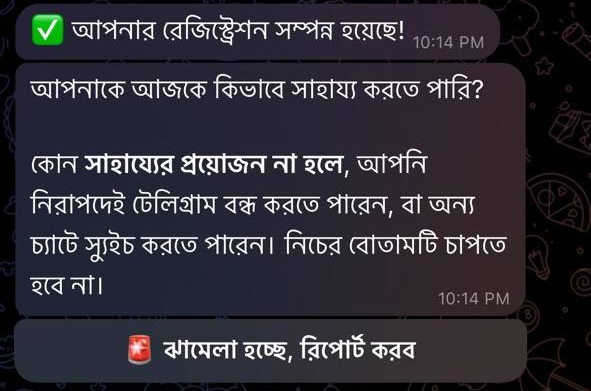 ✅ আপনার রেজিস্ট্রেশন সম্পন্ন হয়েছে! 10:14 PM
আপনাকে আজকে কিভাবে সাহায্য করতে পারি?
কোন সাহায্যের প্রয়োজন না হলে, আপনি
নিরাপদেই টেলিগ্রাম বন্ধ করতে পারেন, বা অন্য
চ্যাটে স্যুইচ করতে পারেন। নিচের বোতামটি চাপতে
হবে না।
10:14 PM
🚨 ঝামেলা হচ্ছে, রিপোর্ট করব